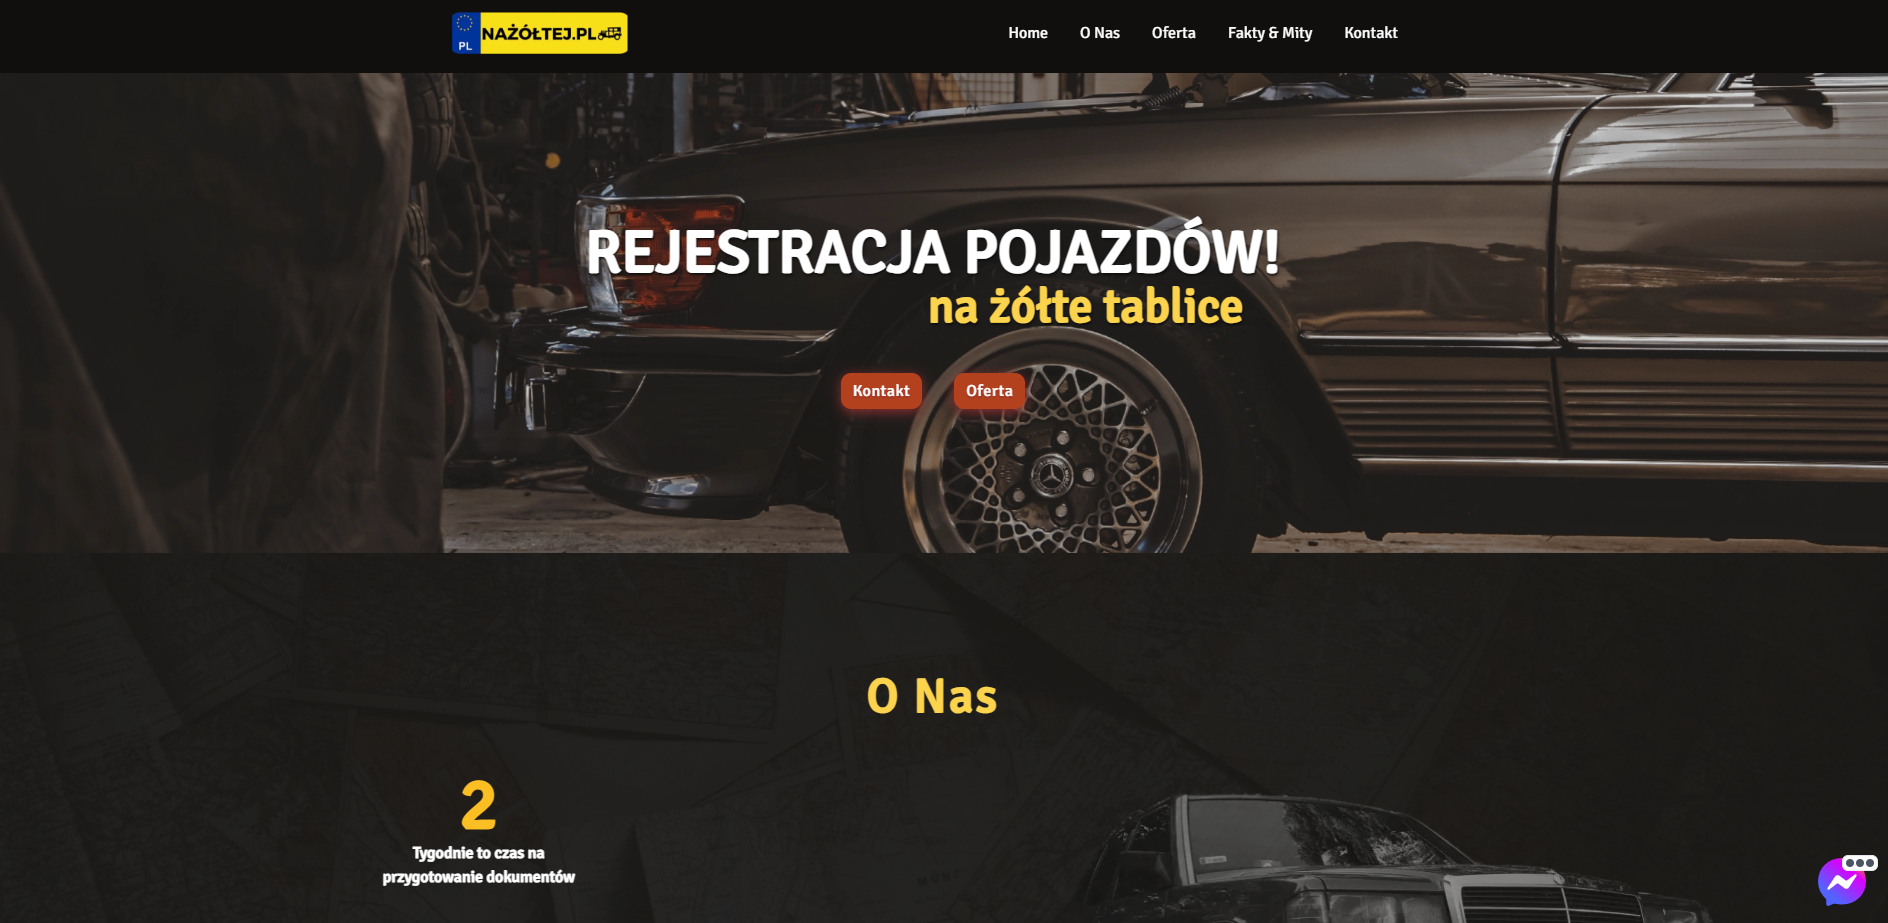 PL NAŻÓŁTEJ.PL
Home O Nas Oferta Fakty & Mity Kontakt
REJESTRACJA POJAZDÓW!
na żółte tablice
Kontakt Oferta
O Nas
2
Tygodnie to czas na
przygotowanie dokumentów